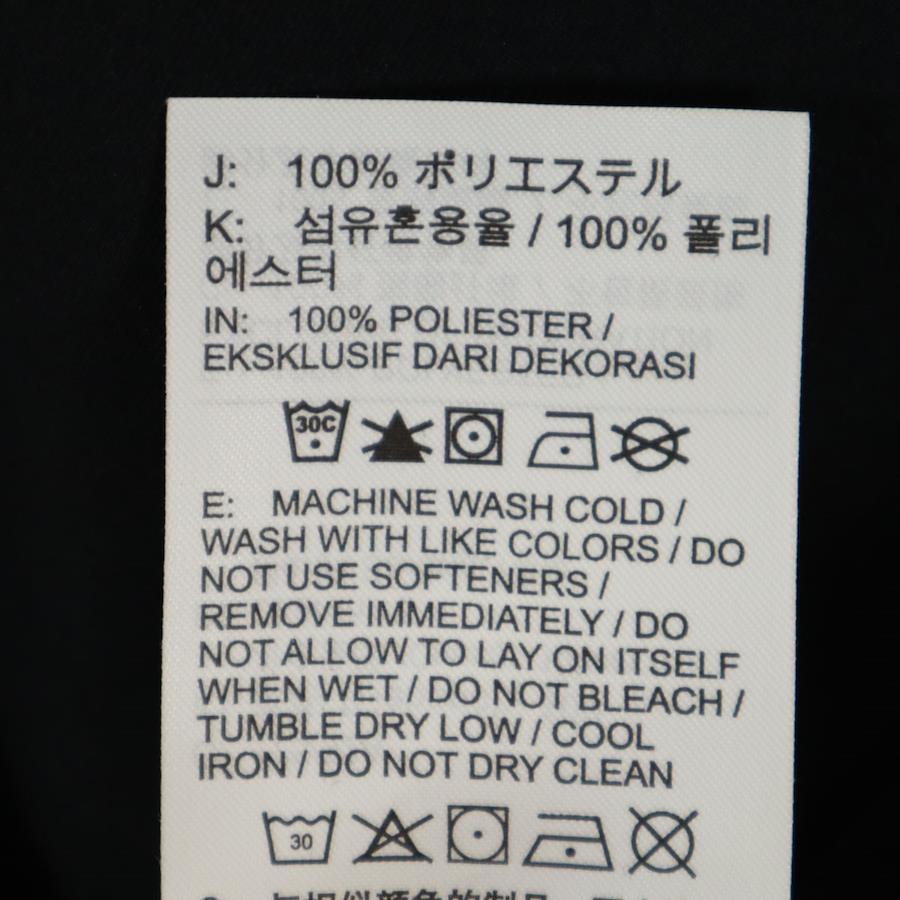 J: 100% ポリエステル
K: 섬유혼용율 / 100% 폴리
에스터
IN: 100% POLIESTER /
EKSKLUSIF DARI DEKORASI
30C
E: MACHINE WASH COLD /
WASH WITH LIKE COLORS / DO
NOT USE SOFTENERS /
REMOVE IMMEDIATELY / DO
NOT ALLOW TO LAY ON ITSELF
WHEN WET / DO NOT BLEACH /
TUMBLE DRY LOW / COOL
IRON / DO NOT DRY CLEAN
30